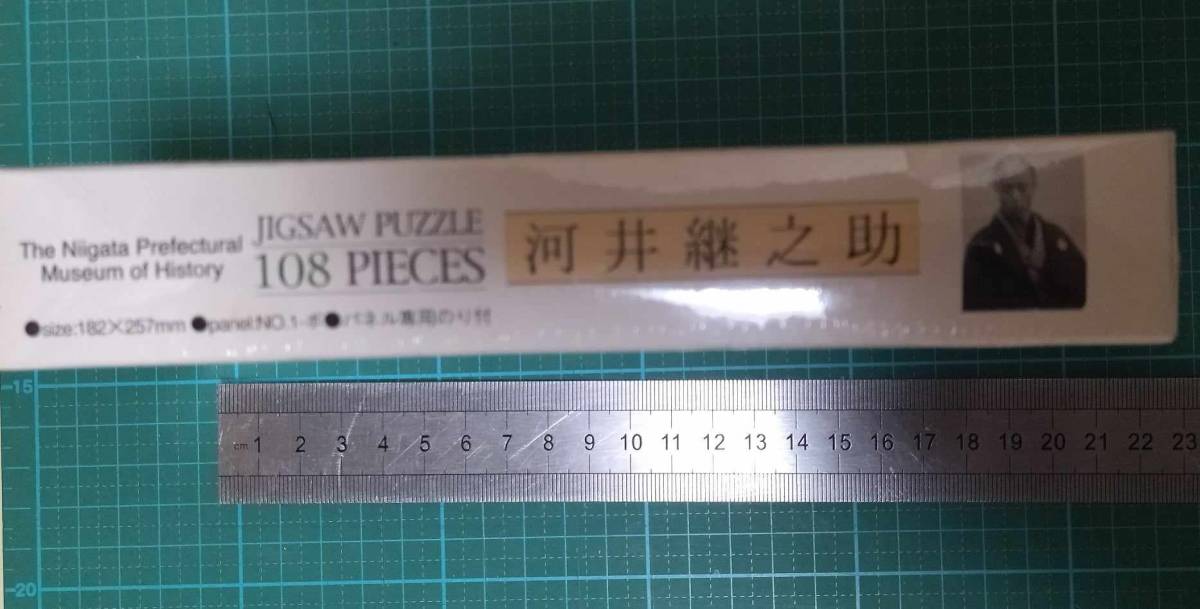 The Niigata Prefectural
Museum of History
JIGSAW PUZZLE
108 PIECES
河井継之助
●size:182×257mm ●panel:NO.1-ボ ●パネル専用のり付
-15
cm 1 2 3 4 5 6 7 8 9 10 11 12 13 14 15 16 17 18 19 20 21 22 23
-20